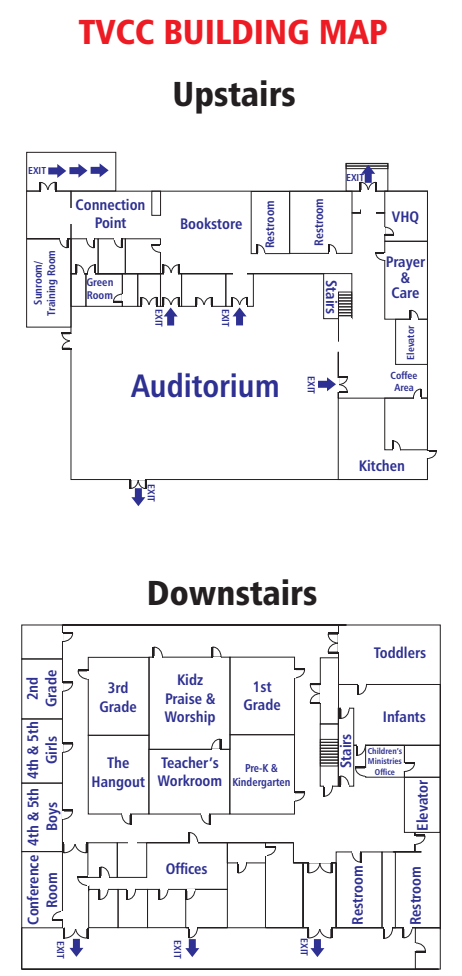 TVCC BUILDING MAP
Upstairs
EXIT
EXIT
Connection
Point
Bookstore
Restroom
Restroom
VHQ
Sunroom/
Training Room
Green
Room
Stairs
Prayer
&
Care
EXIT
EXIT
Elevator
Auditorium
EXIT
Coffee
Area
Kitchen
EXIT
Downstairs
Toddlers
2nd
Grade
3rd
Grade
Kidz
Praise &
Worship
1st
Grade
Infants
4th & 5th
Girls
The
Hangout
Teacher's
Workroom
Pre-K &
Kindergarten
Stairs
Children's
Ministries
Office
4th & 5th
Boys
Elevator
Conference
Room
Offices
Restroom
Restroom
EXIT
EXIT
EXIT